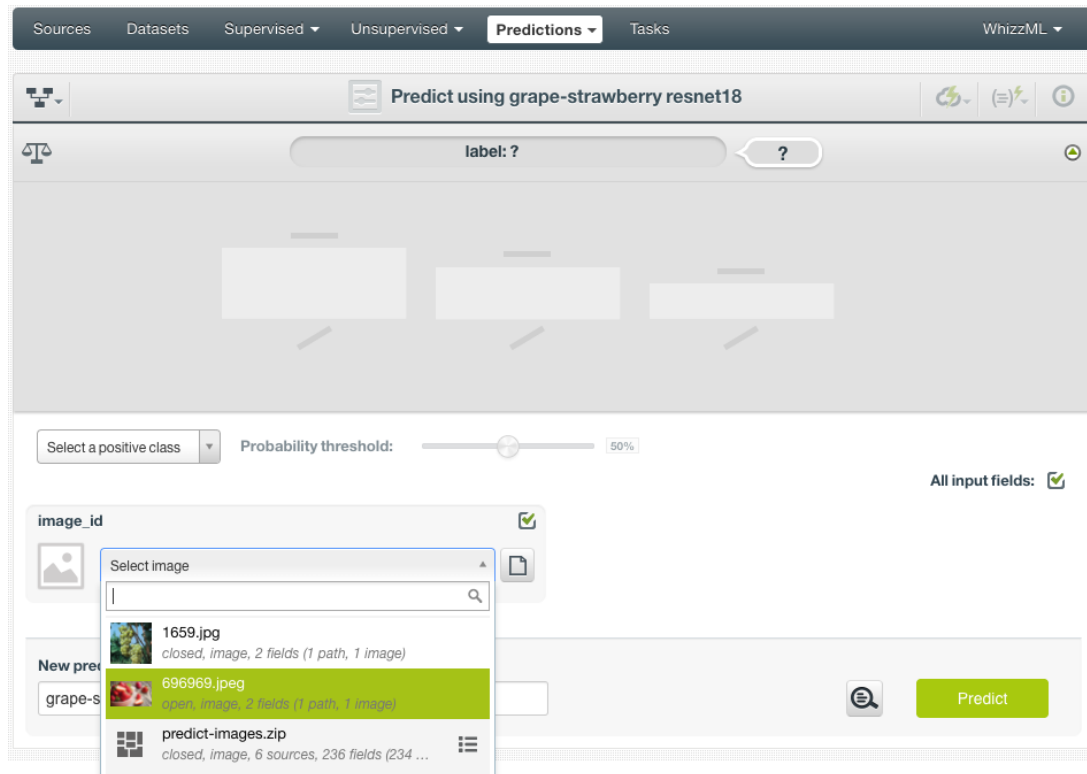 Sources Datasets Supervised Unsupervised Predictions Tasks WhizzML
Predict using grape-strawberry resnet18
label: ? ?
Select a positive class Probability threshold: 50%
All input fields:
image_id
Select image
1659.jpg
closed, image, 2 fields (1 path, 1 image)
696969.jpeg
open, image, 2 fields (1 path, 1 image)
New pre
grape-s
Predict
predict-images.zip
closed, image, 6 sources, 236 fields (234 ...